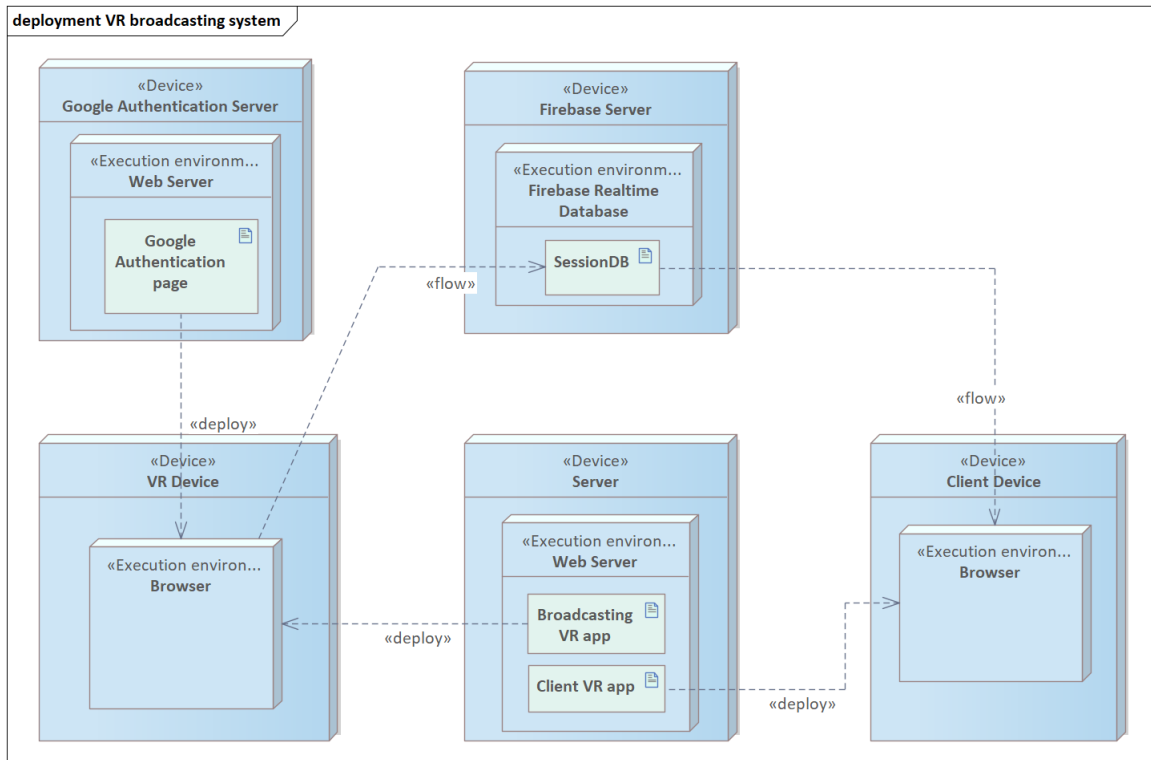 deployment VR broadcasting system
«Device»
Google Authentication Server
«Execution environm...
Web Server
Google
Authentication
page
«Device»
Firebase Server
«Execution environm...
Firebase Realtime
Database
SessionDB
«flow»
«flow»
«deploy»
«Device»
VR Device
«Execution environ...
Browser
«Device»
Server
«Execution environ...
Web Server
Broadcasting
VR app
Client VR app
«deploy»
«deploy»
«Device»
Client Device
«Execution environ...
Browser